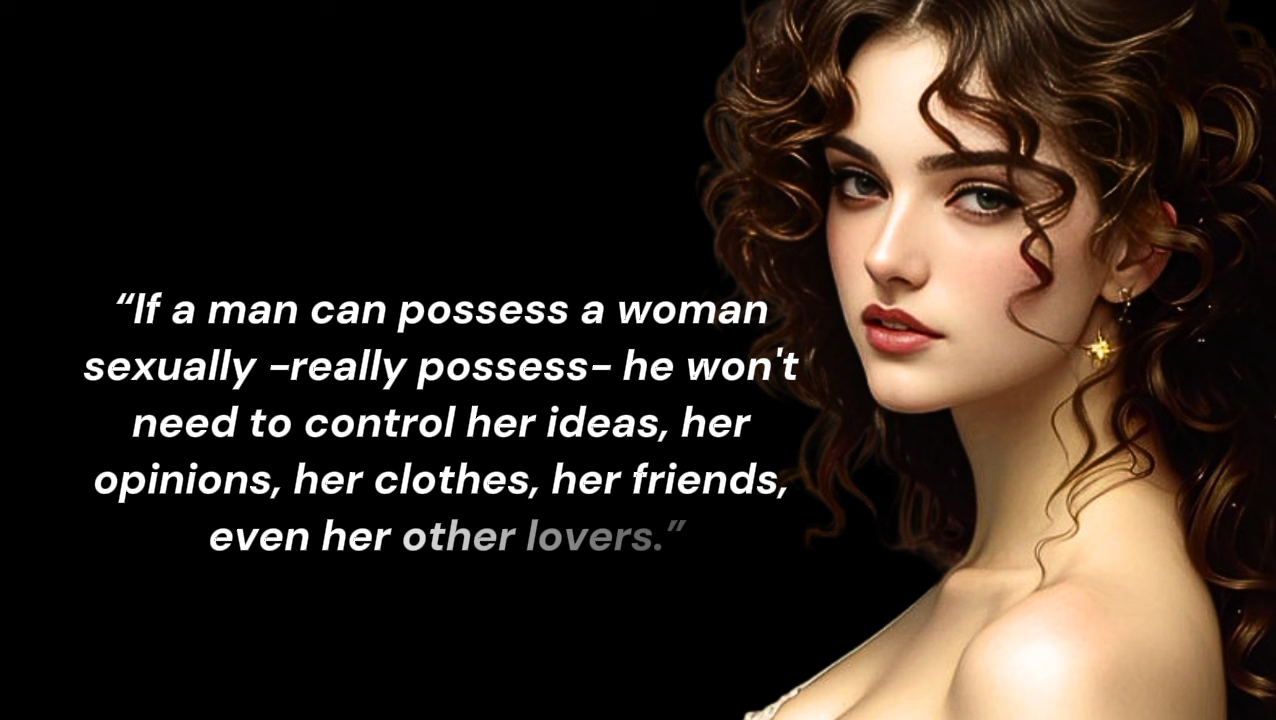 “If a man can possess a woman
sexually –really possess– he won't
need to control her ideas, her
opinions, her clothes, her friends,
even her other lovers.”